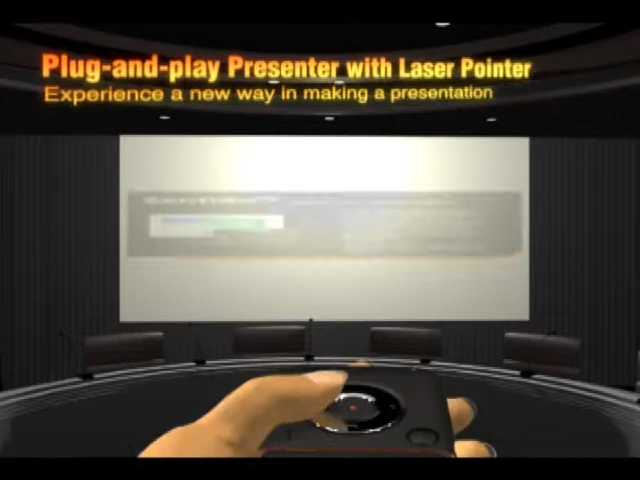 Plug-and-play Presenter with Laser Pointer
Experience a new way in making a presentation